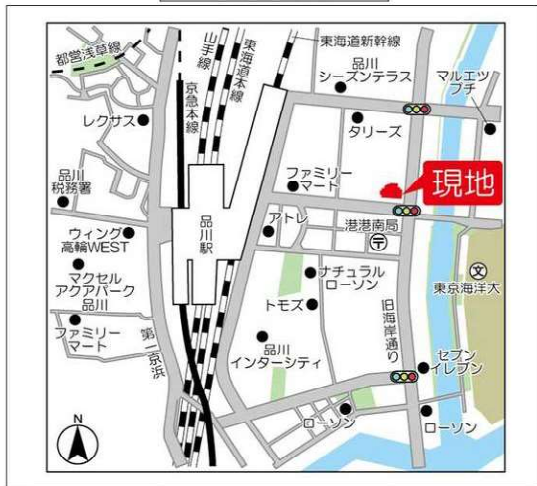 都営浅草線
山手線
東海道本線
東海道新幹線
京急本線
品川
シーズンテラス
マルエツ
プチ
レクサス
タリーズ
品川
税務署
ファミリー
マート
現地
ウィング
高輪WEST
品川駅
アトレ
港港南局
〒
文
東京海洋大
マクセル
アクアパーク
品川
ナチュラル
ローソン
トモズ
旧海岸通り
ファミリー
マート
第一京浜
品川
インターシティ
セブン
イレブン
ローソン
ローソン
N